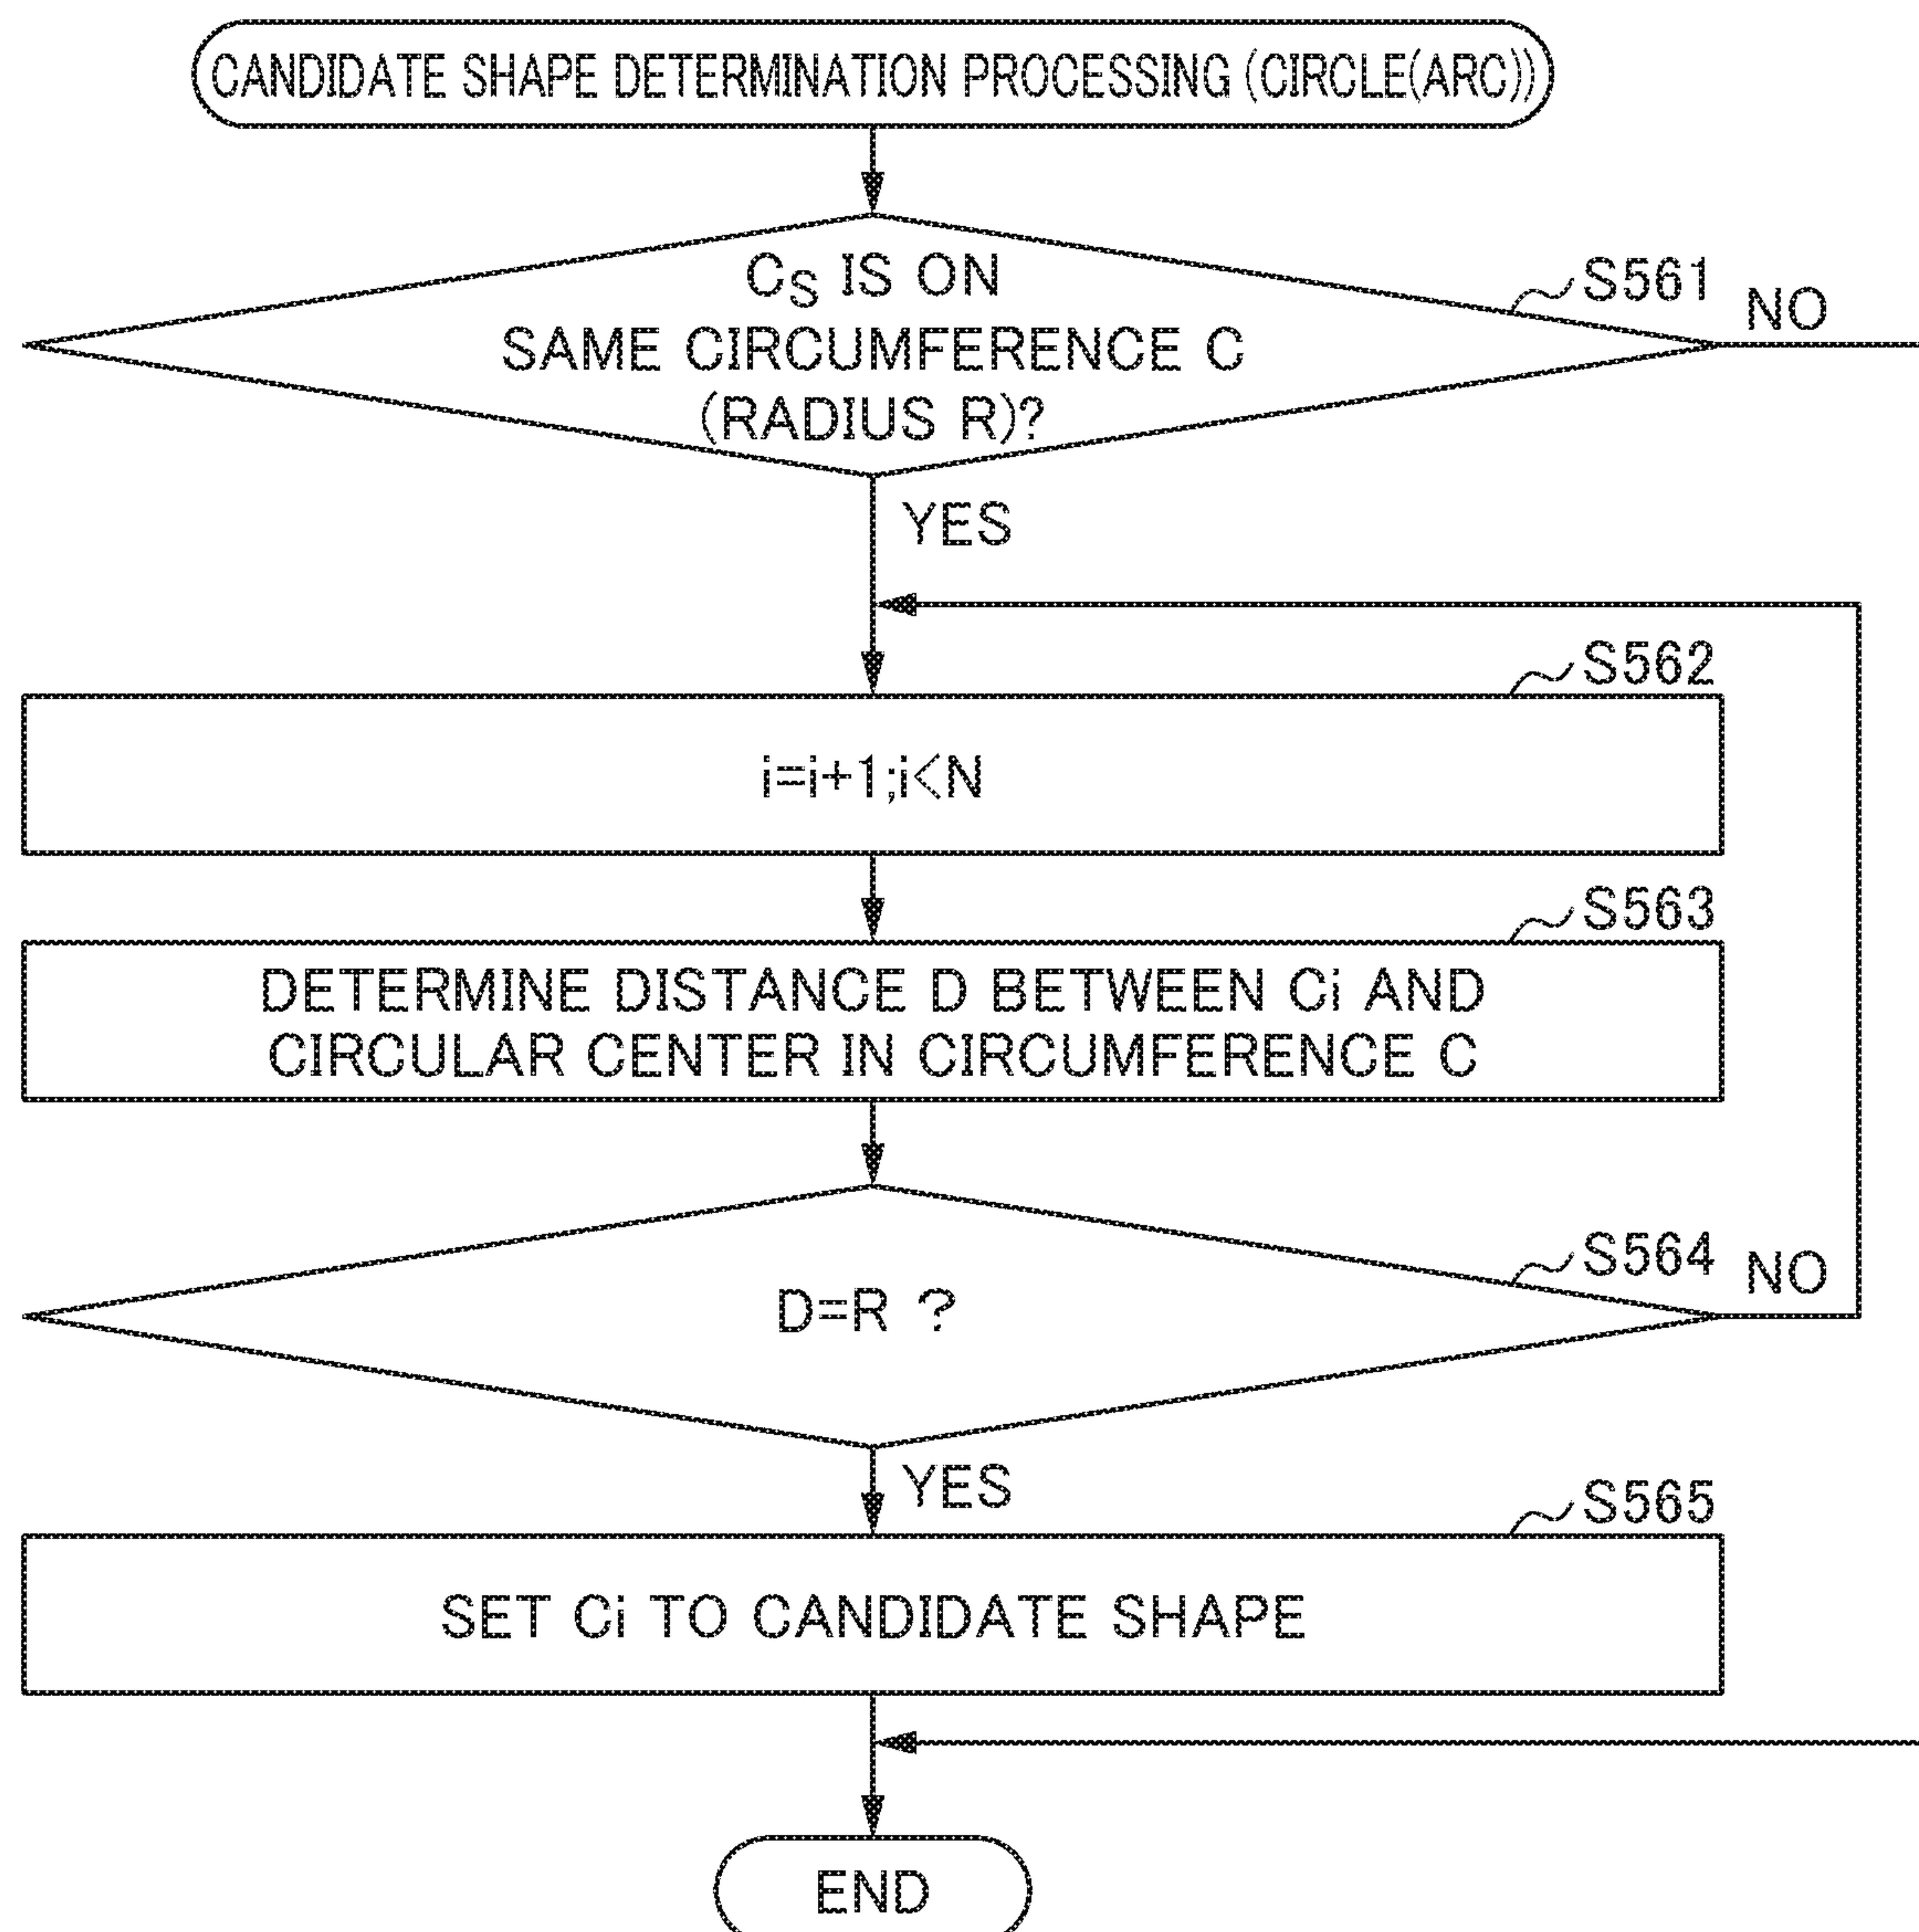 CANDIDATE SHAPE DETERMINATION PROCESSING (CIRCLE(ARC))
CS IS ON
SAME CIRCUMFERENCE C
(RADIUS R)?
S561
NO
YES
S562
i=i+1;i<N
S563
DETERMINE DISTANCE D BETWEEN Ci AND
CIRCULAR CENTER IN CIRCUMFERENCE C
S564
NO
D=R ?
YES
S565
SET Ci TO CANDIDATE SHAPE
END